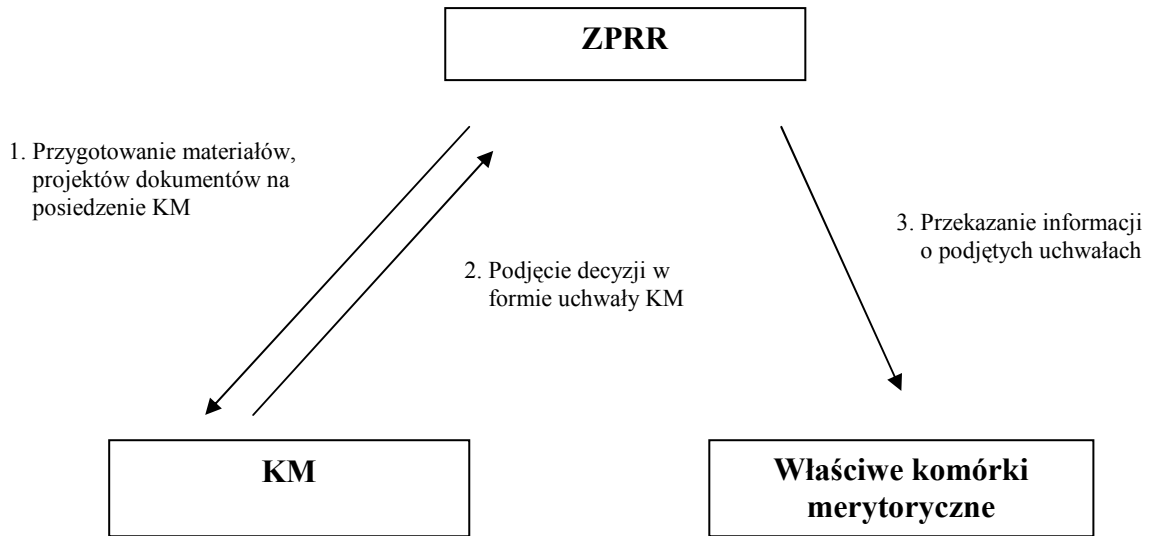 ZPRR
1. Przygotowanie materiałów,
projektów dokumentów na
posiedzenie KM
2. Podjęcie decyzji w
formie uchwały KM
3. Przekazanie informacji
o podjętych uchwałach
KM
Właściwe komórki
merytoryczne